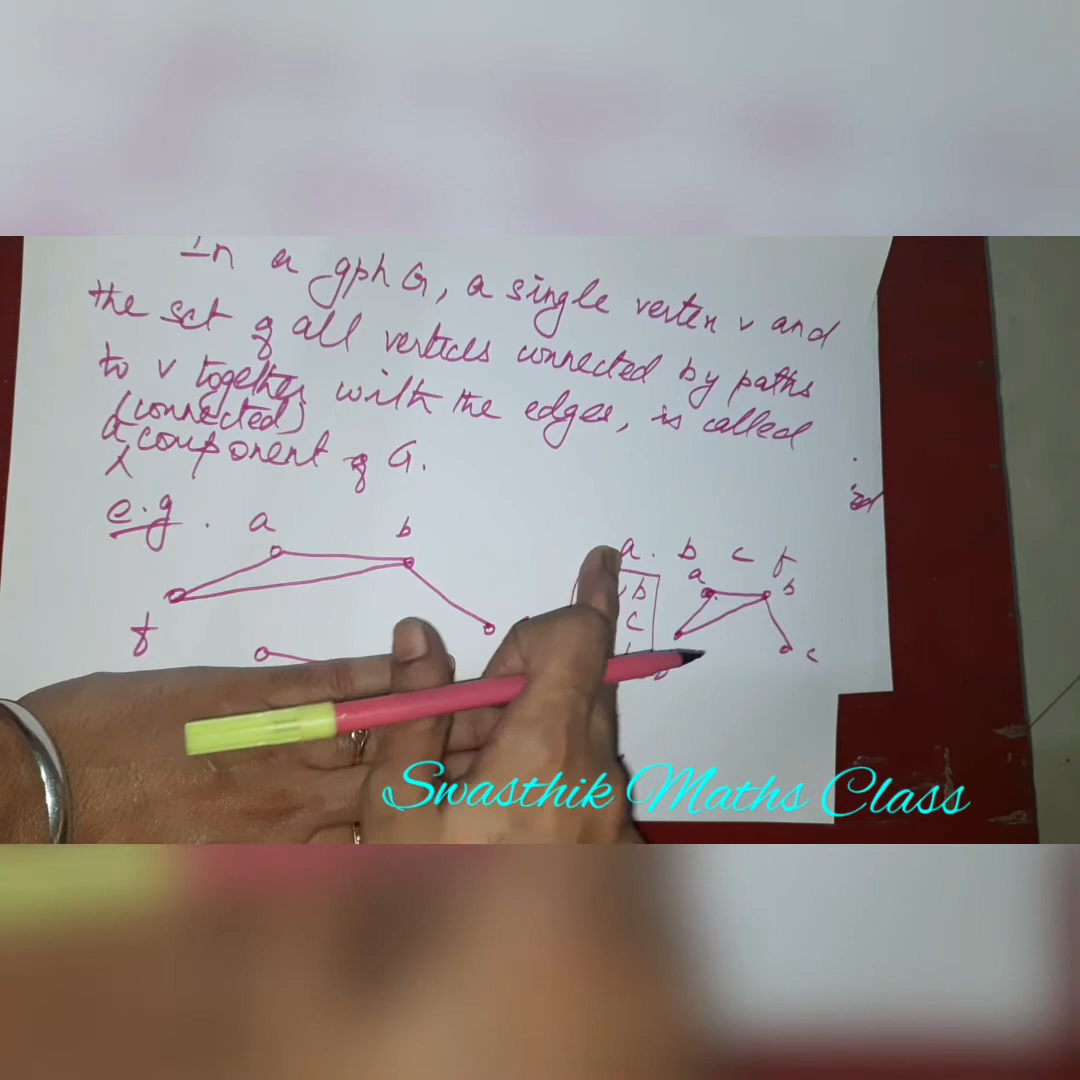 In a gph G, a single vertex v and
the set of all vertices connected by paths
to v together with the edges, is called
(connected)
a component of G.
e.g. a b
a. b c f
a b
b
c
f
c
Swasthik Maths Class